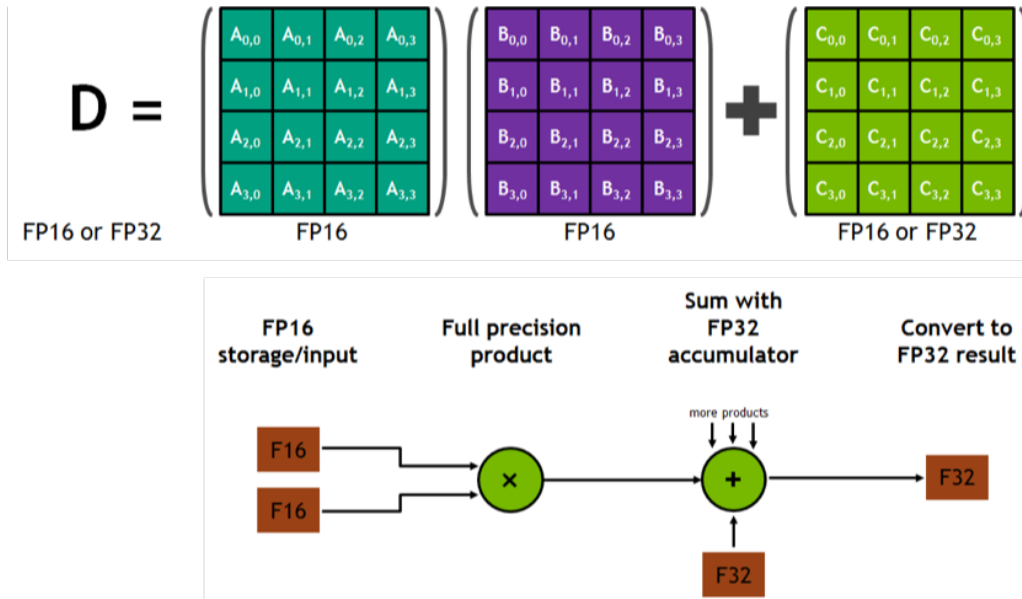 D =
A0,0 A0,1 A0,2 A0,3
A1,0 A1,1 A1,2 A1,3
A2,0 A2,1 A2,2 A2,3
A3,0 A3,1 A3,2 A3,3
B0,0 B0,1 B0,2 B0,3
B1,0 B1,1 B1,2 B1,3
B2,0 B2,1 B2,2 B2,3
B3,0 B3,1 B3,2 B3,3
+
C0,0 C0,1 C0,2 C0,3
C1,0 C1,1 C1,2 C1,3
C2,0 C2,1 C2,2 C2,3
C3,0 C3,1 C3,2 C3,3
FP16 or FP32
FP16
FP16
FP16 or FP32
FP16
storage/input
Full precision
product
Sum with
FP32
accumulator
Convert to
FP32 result
more products
F16
F16
×
+
F32
F32